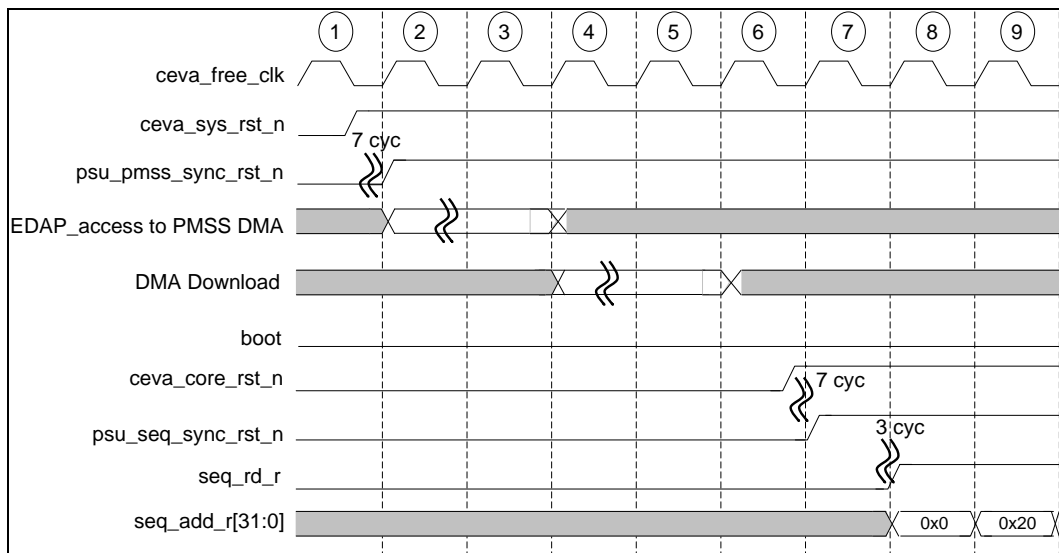 1 2 3 4 5 6 7 8 9
ceva_free_clk
ceva_sys_rst_n
7 cyc
psu_pmss_sync_rst_n
EDAP_access to PMSS DMA
DMA Download
boot
ceva_core_rst_n
7 cyc
psu_seq_sync_rst_n
3 cyc
seq_rd_r
seq_add_r[31:0] 0x0 0x20